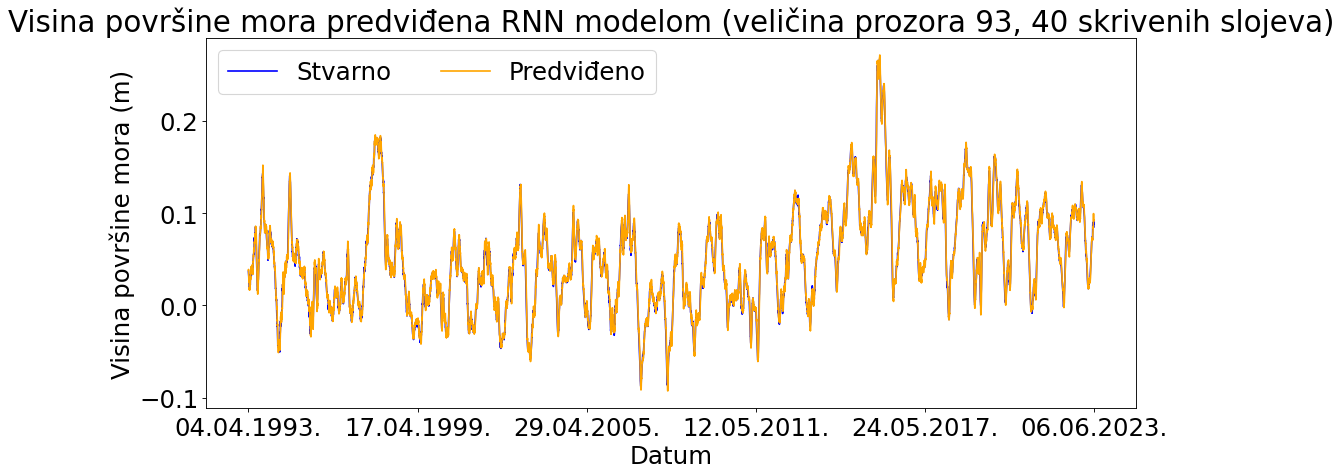 Visina površine mora predviđena RNN modelom (veličina prozora 93, 40 skrivenih slojeva)
Stvarno
Predviđeno
Visina površine mora (m)
0.2
0.1
0.0
−0.1
04.04.1993.
17.04.1999.
29.04.2005.
12.05.2011.
24.05.2017.
06.06.2023.
Datum